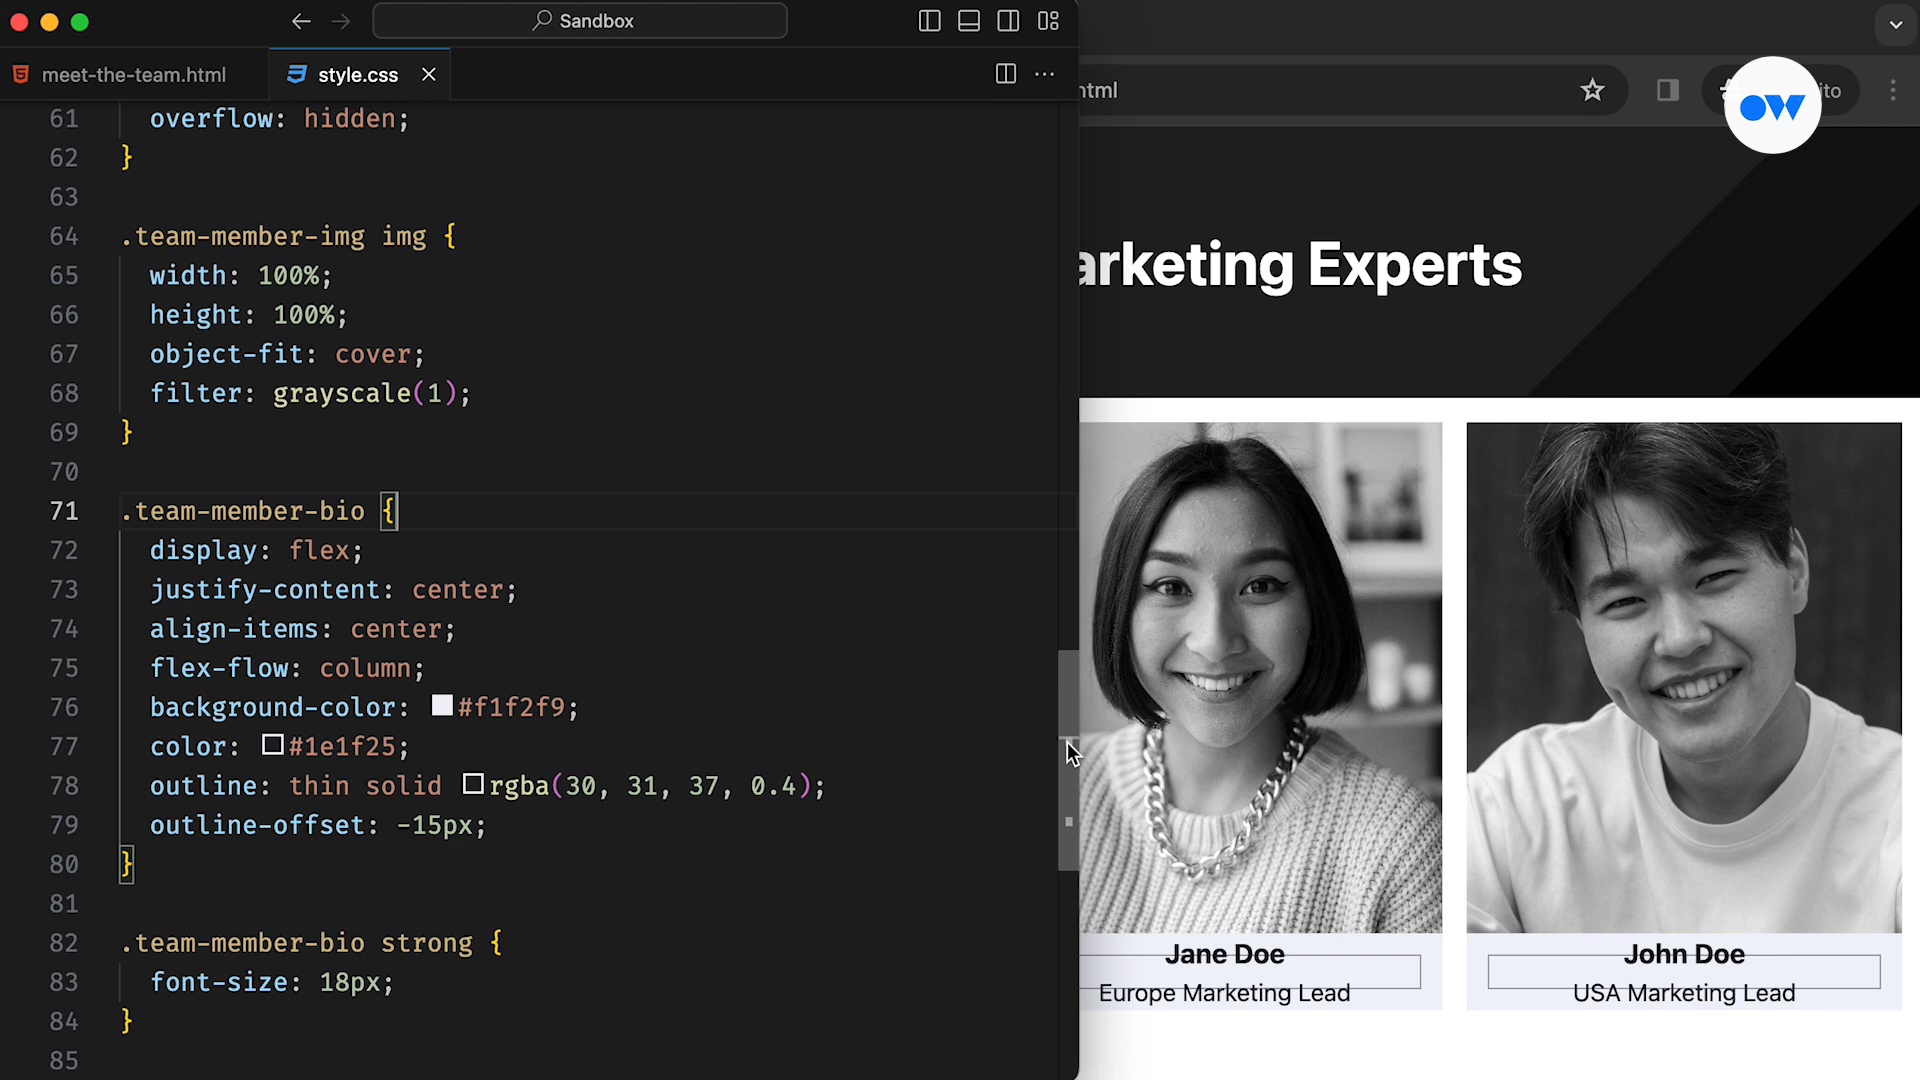 Sandbox
meet-the-team.html
style.css
61 overflow: hidden;
62 }
63
64 .team-member-img img {
65 width: 100%;
66 height: 100%;
67 object-fit: cover;
68 filter: grayscale(1);
69 }
70
71 .team-member-bio {
72 display: flex;
73 justify-content: center;
74 align-items: center;
75 flex-flow: column;
76 background-color: #f1f2f9;
77 color: #1e1f25;
78 outline: thin solid rgba(30, 31, 37, 0.4);
79 outline-offset: -15px;
80 }
81
82 .team-member-bio strong {
83 font-size: 18px;
84 }
85
html
ito
OW
arketing Experts
Jane Doe
Europe Marketing Lead
John Doe
USA Marketing Lead